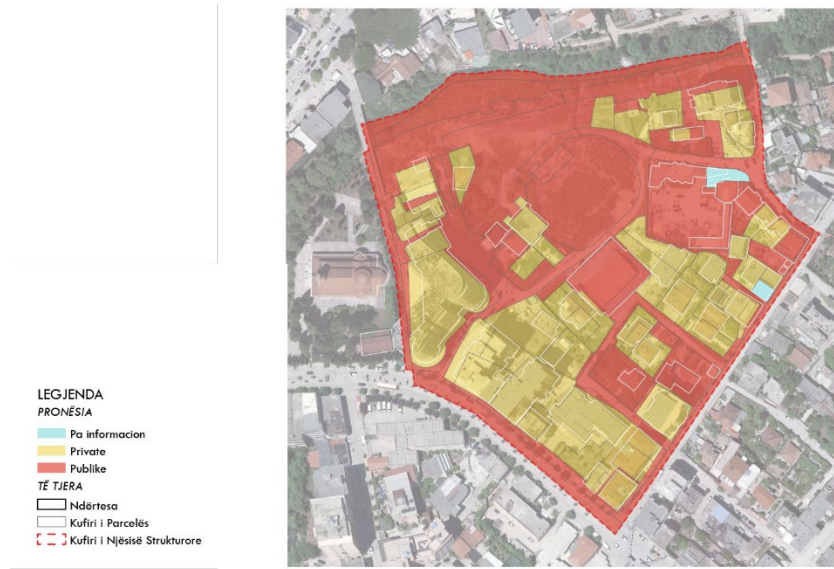 LEGJENDA
PRONËSIA
Pa informacion
Private
Publike
TË TJERA
Ndërtesa
Kufiri i Parcelës
Kufiri i Njësisë Strukturore